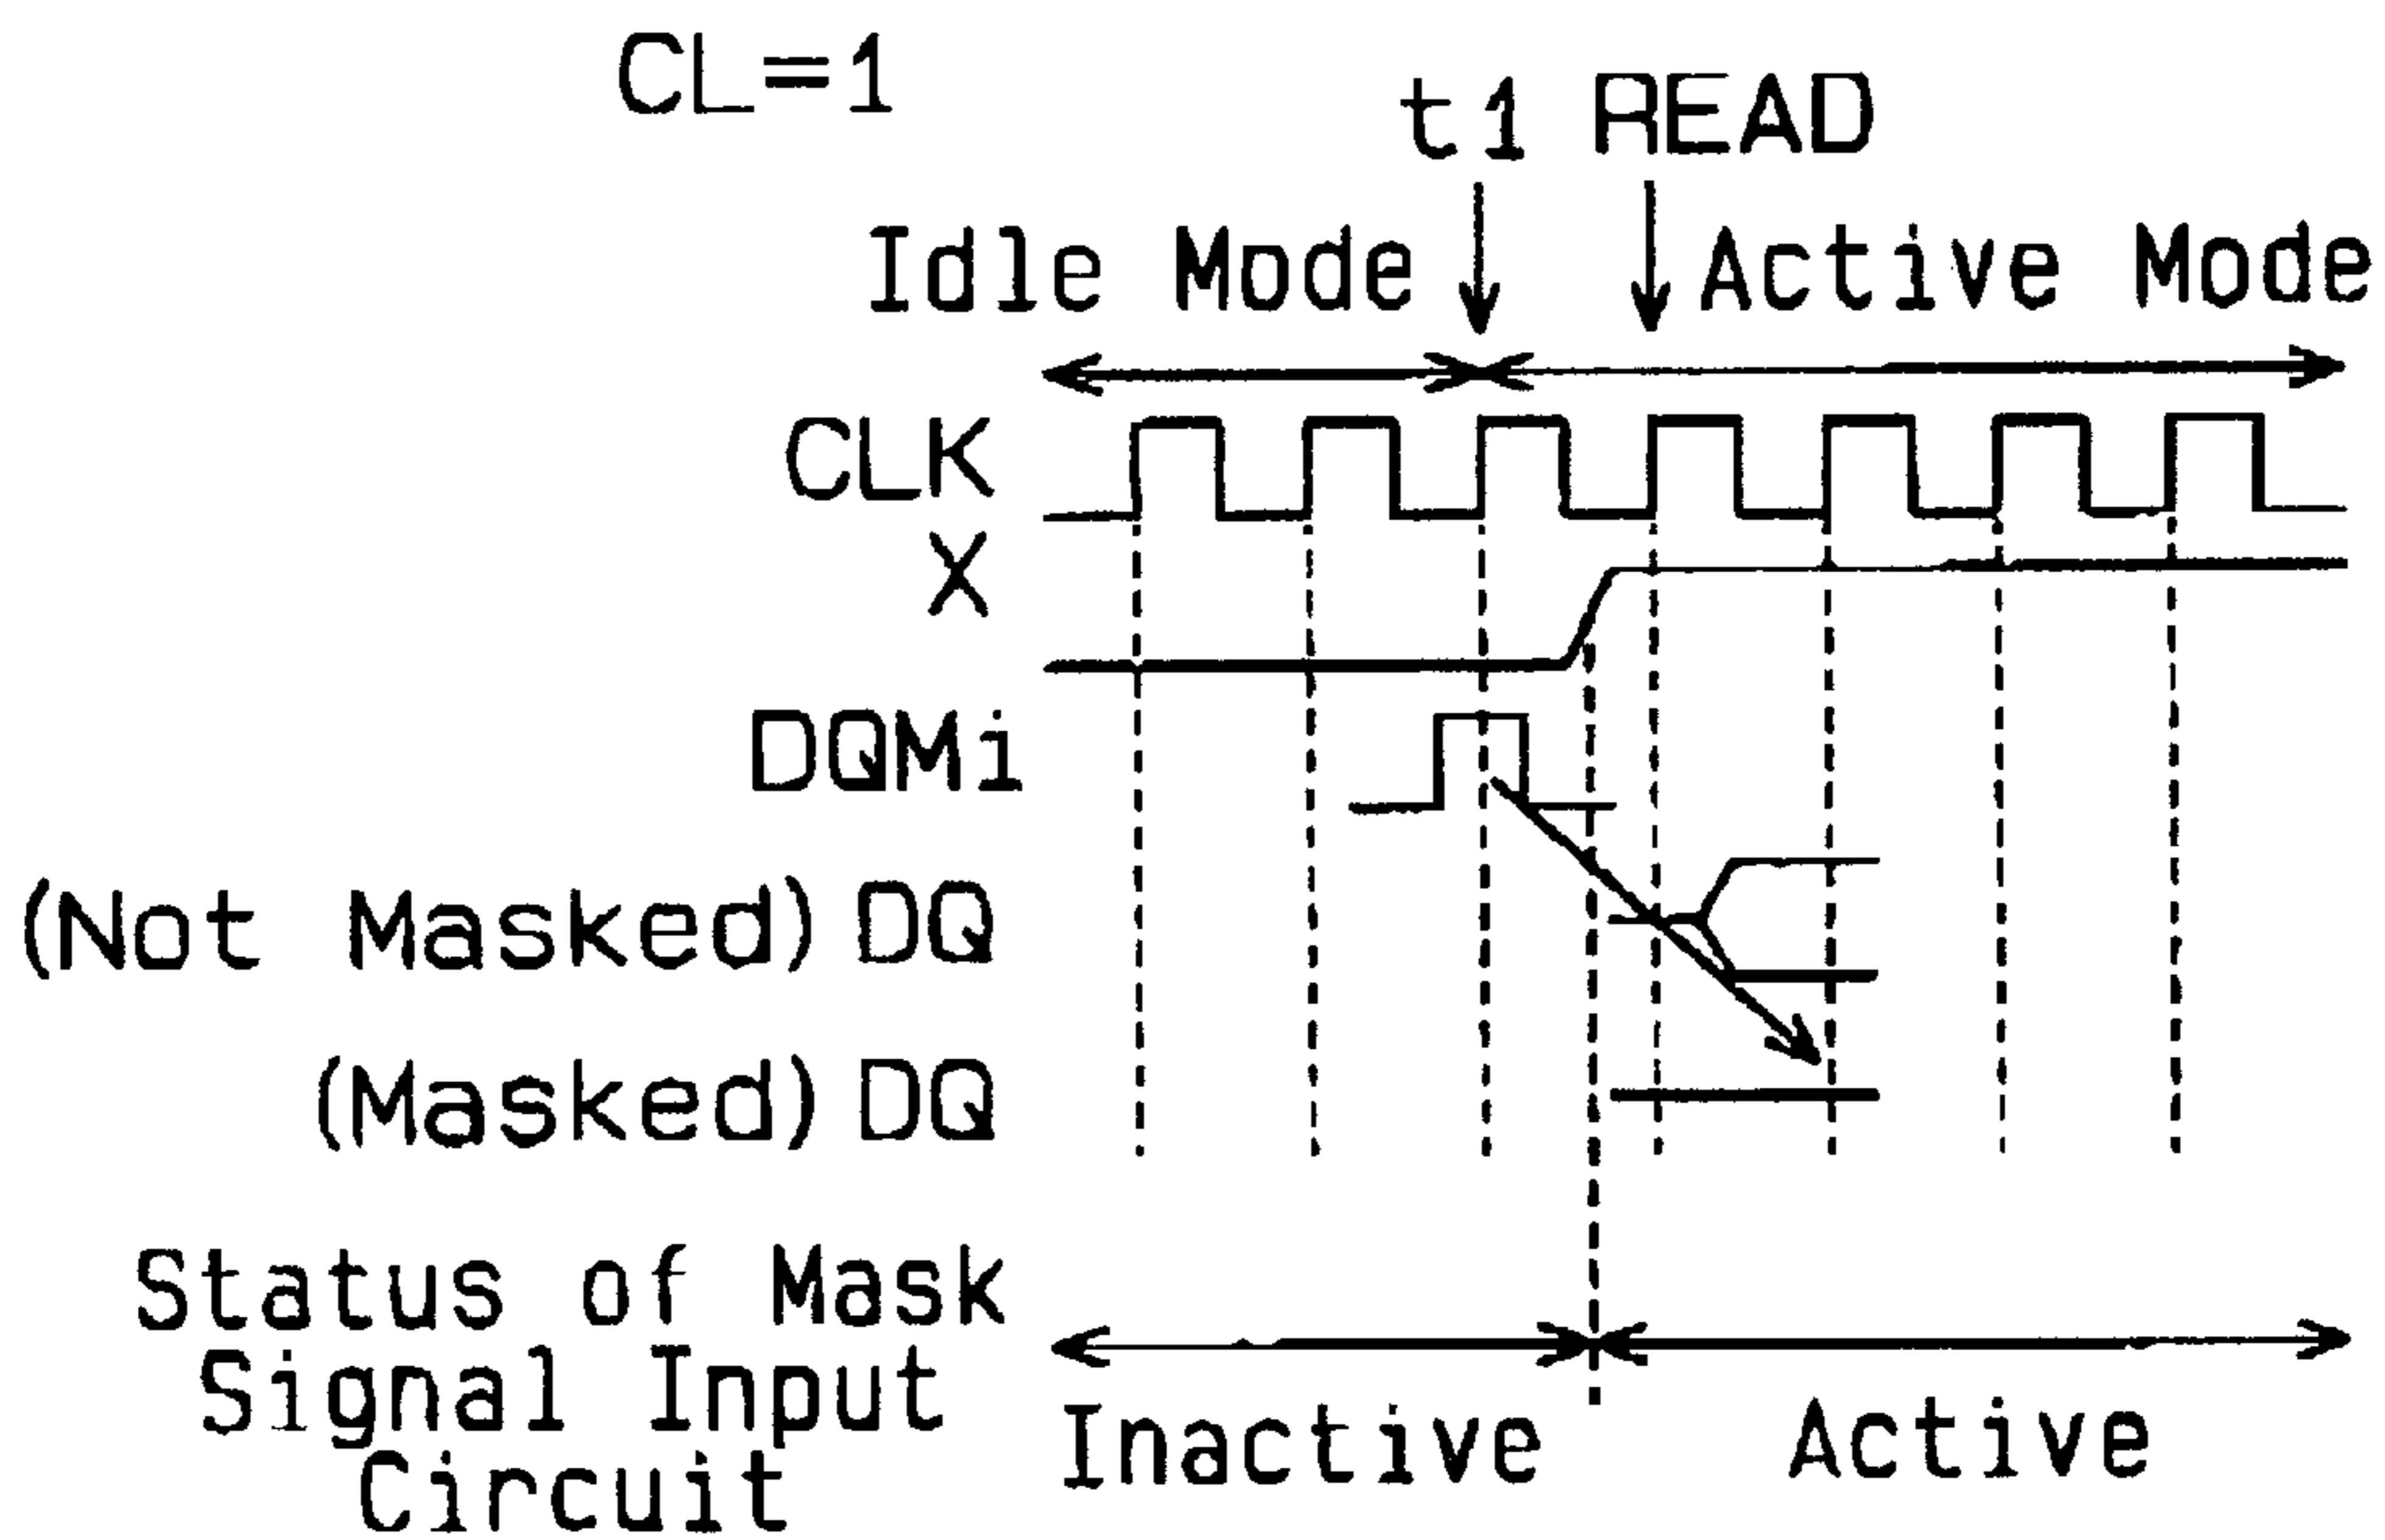 CL=1
t1 READ
Idle Mode Active Mode
CLK
X
DQMi
(Not Masked) DQ
(Masked) DQ
Status of Mask
Signal Input
Circuit
Inactive Active